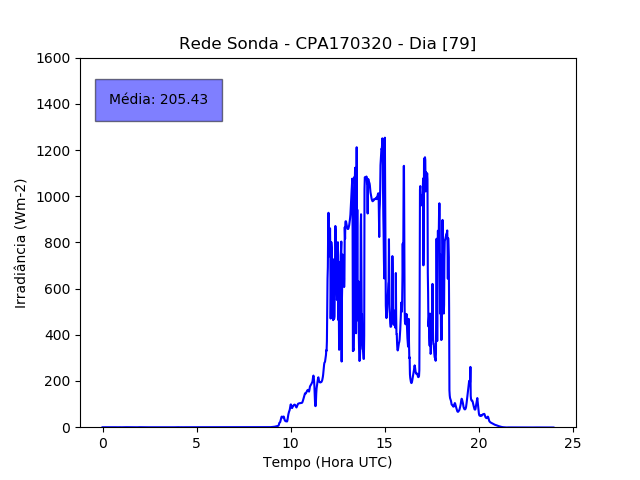 Rede Sonda - CPA170320 - Dia [79]
1600
1400
1200
1000
800
600
400
200
0
Média: 205.43
Irradiância (Wm-2)
0 5 10 15 20 25
Tempo (Hora UTC)